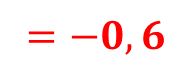 = −0, 6